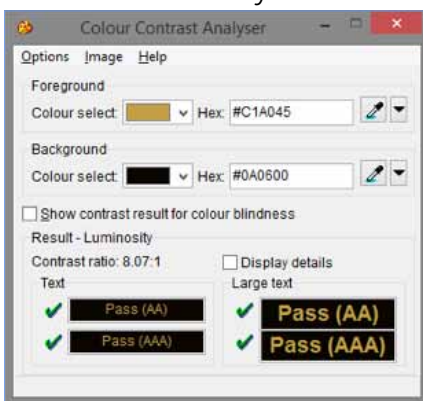 Colour Contrast Analyser
Options Image Help
Foreground
Colour select: Hex: #C1A045
Background
Colour select: Hex: #0A0600
Show contrast result for colour blindness
Result - Luminosity
Contrast ratio: 8.07:1 Display details
Text Large text
Pass (AA) Pass (AA)
Pass (AAA) Pass (AAA)